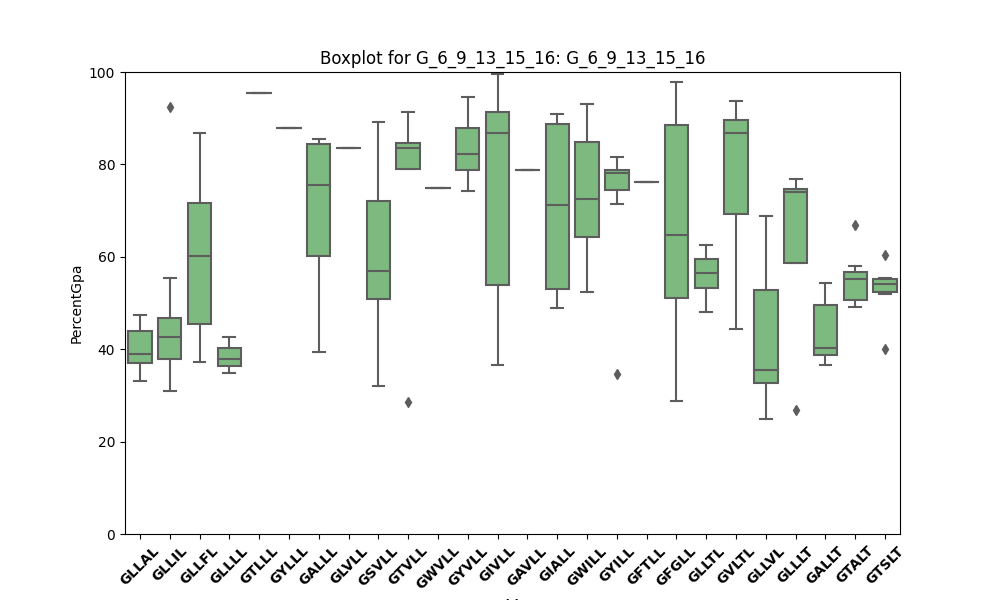 Boxplot for G_6_9_13_15_16: G_6_9_13_15_16
PercentGpa
100
80
60
40
20
0
GLLAL
GLLIL
GLLFL
GLLLL
GTLLL
GYLLL
GALLL
GLVLL
GSVLL
GTVLL
GWVLL
GYVLL
GIVLL
GAVLL
GIALL
GWILL
GYILL
GFTLL
GFGLL
GLLTL
GVLTL
GLLVL
GLLLT
GALLT
GTALT
GTSLT